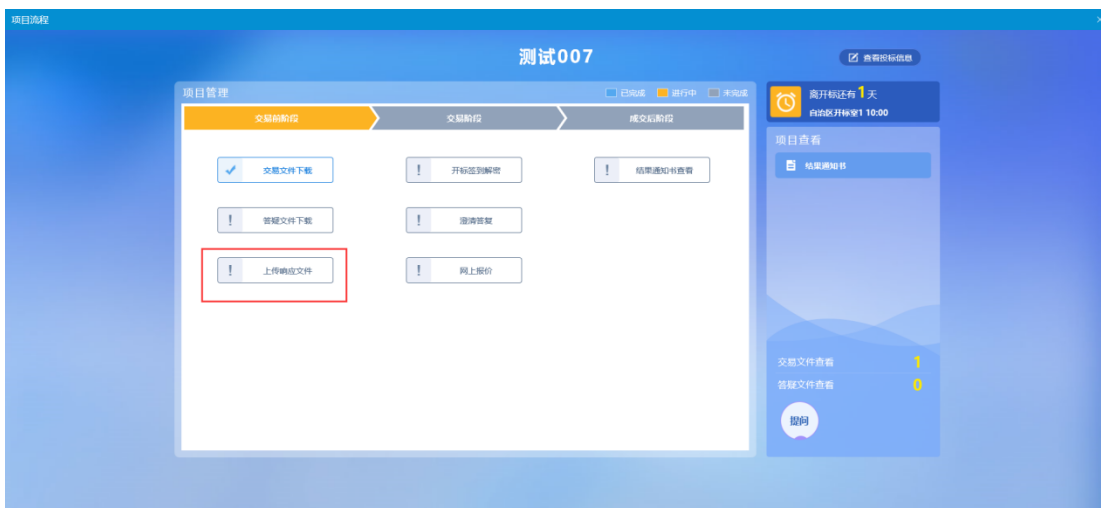 项目流程
测试007
查看投标信息
项目管理
已完成 进行中 未完成
交易前阶段 交易阶段 成交后阶段
交易文件下载 开标签到解密 结果通知书查看
答疑文件下载 澄清答复
上传响应文件 网上报价
离开标还有1天
自治区开标室1 10:00
项目查看
结果通知书
交易文件查看 1
答疑文件查看 0
提问